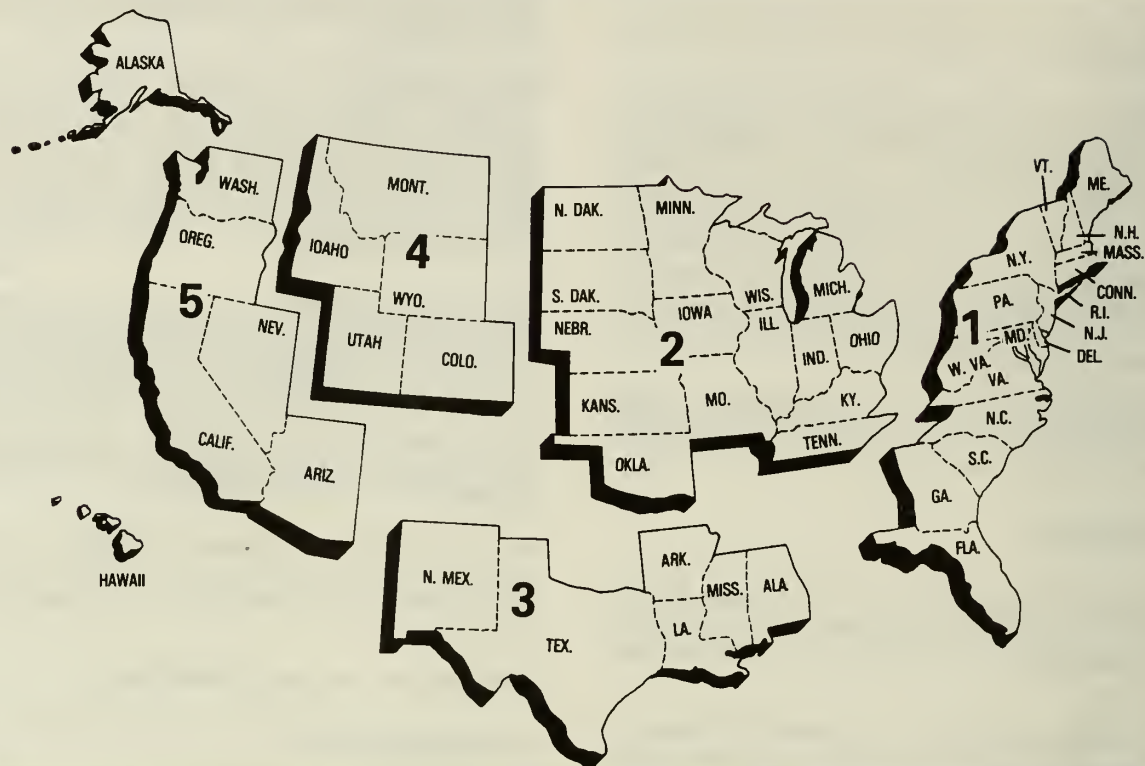 ALASKA
WASH.
OREG.
5
NEV.
CALIF.
ARIZ.
HAWAII
MONT.
IDAHO
4
WYO.
UTAH
COLO.
N. DAK.
MINN.
S. DAK.
WIS.
MICH.
NEBR.
IOWA
ILL.
2
IND.
OHIO
KANS.
MO.
KY.
OKLA.
TENN.
N. MEX.
3
TEX.
ARK.
MISS.
ALA.
LA.
VT.
ME.
N.H.
MASS.
N.Y.
CONN.
PA.
R.I.
1
N.J.
MD.
DEL.
W. VA.
VA.
N.C.
S.C.
GA.
FLA.